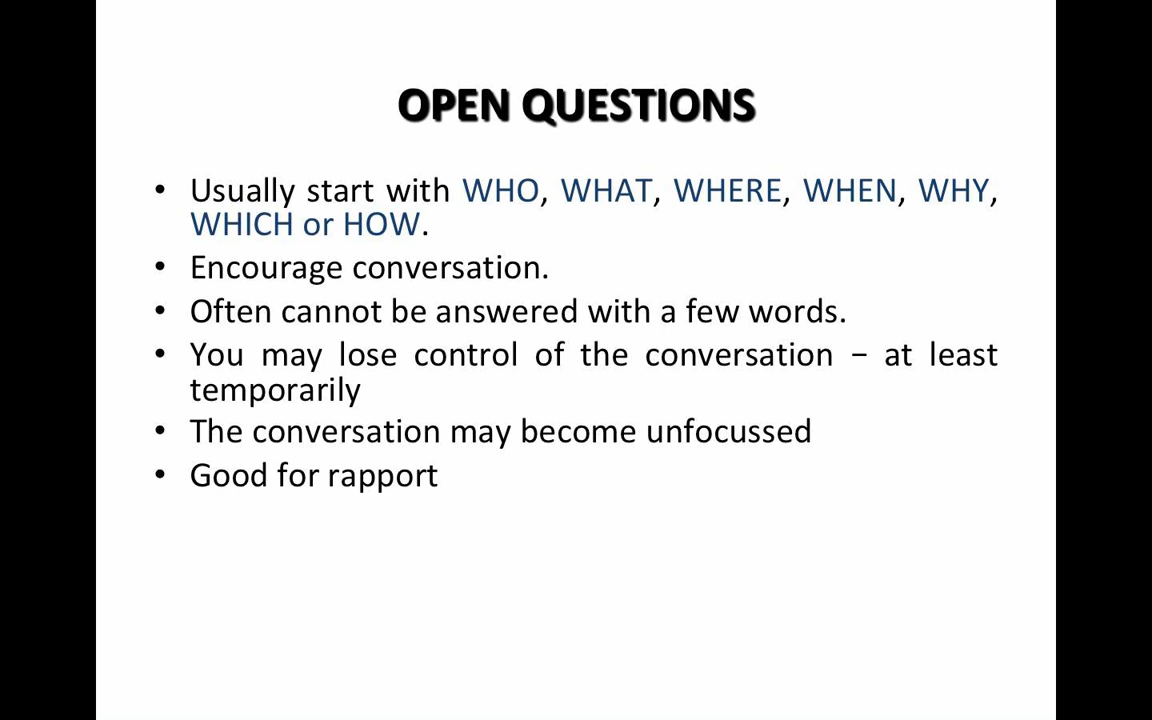 OPEN QUESTIONS
• Usually start with WHO, WHAT, WHERE, WHEN, WHY,
WHICH or HOW.
• Encourage conversation.
• Often cannot be answered with a few words.
• You may lose control of the conversation – at least
temporarily
• The conversation may become unfocussed
• Good for rapport